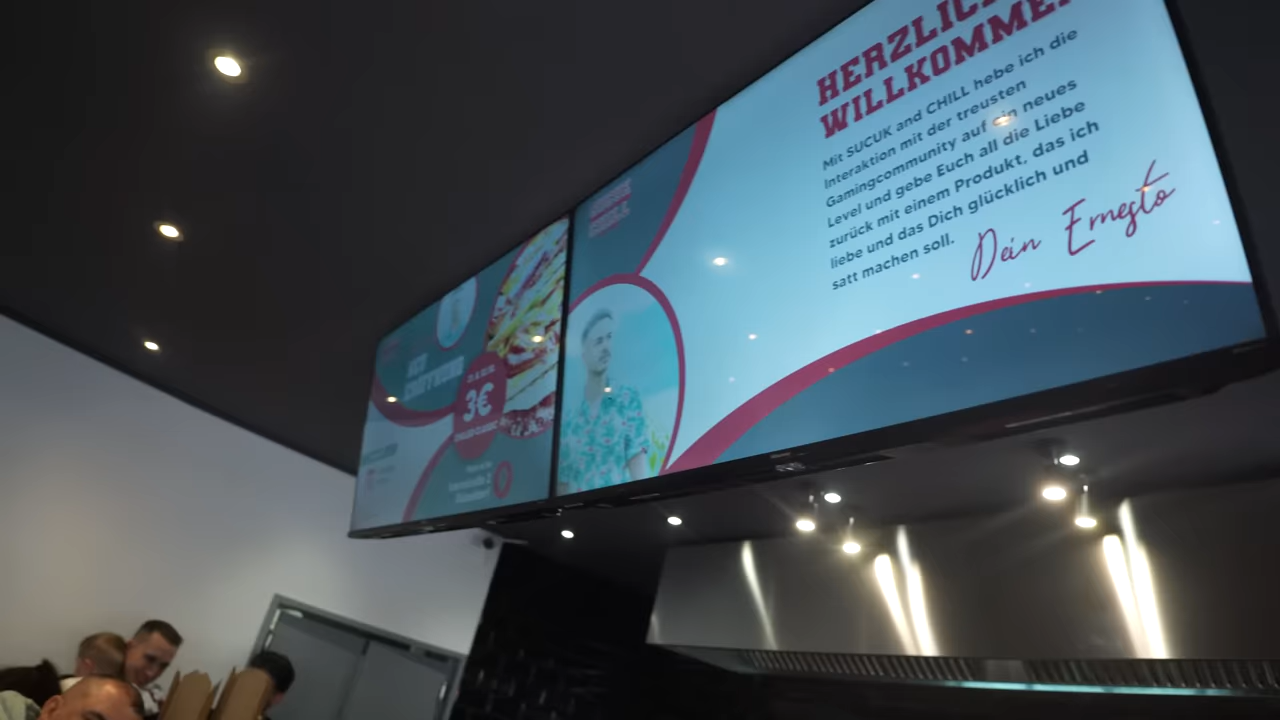 HERZLICH
WILLKOMMEN
Mit SUCUK and CHILL hebe ich die
Interaktion mit der treusten
Gamingcommunity auf ein neues
Level und gebe Euch all die Liebe
zurück mit einem Produkt, das ich
liebe und das Dich glücklich und
satt machen soll.
Dein Ernesto
3€